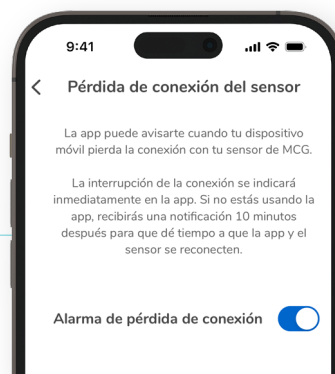 9:41
Pérdida de conexión del sensor
La app puede avisarte cuando tu dispositivo
móvil pierda la conexión con tu sensor de MCG.
La interrupción de la conexión se indicará
inmediatamente en la app. Si no estás usando la
app, recibirás una notificación 10 minutos
después para que dé tiempo a que la app y el
sensor se reconecten.
Alarma de pérdida de conexión